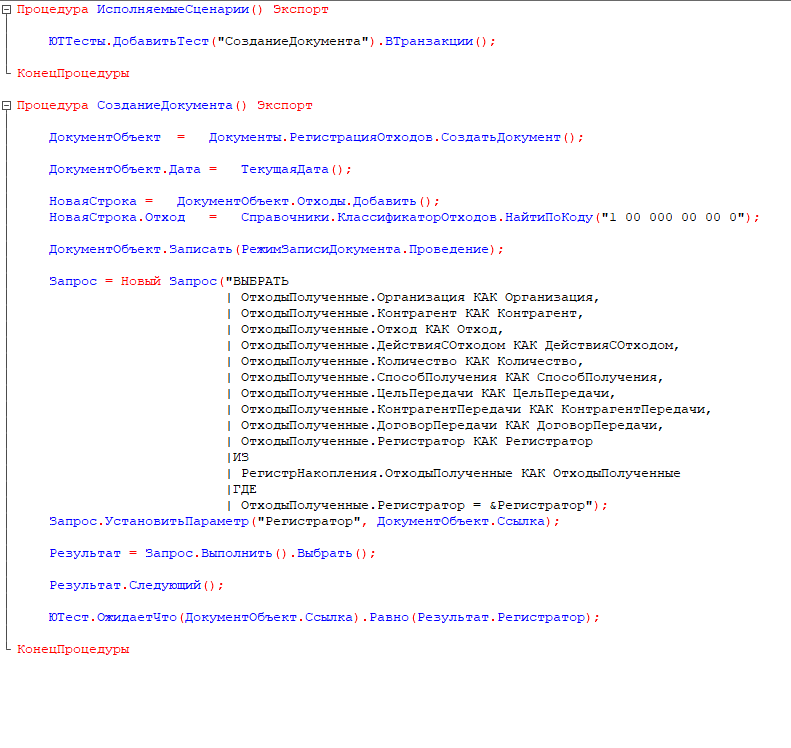 Процедура ИсполняемыеСценарии() Экспорт
ЮТТесты.ДобавитьТест("СозданиеДокумента").ВТранзакции();
КонецПроцедуры
Процедура СозданиеДокумента() Экспорт
ДокументОбъект = Документы.РегистрацияОтходов.СоздатьДокумент();
ДокументОбъект.Дата = ТекущаяДата();
НоваяСтрока = ДокументОбъект.Отходы.Добавить();
НоваяСтрока.Отход = Справочники.КлассификаторОтходов.НайтиПоКоду("1 00 000 00 00 0");
ДокументОбъект.Записать(РежимЗаписиДокумента.Проведение);
Запрос = Новый Запрос("ВЫБРАТЬ
| ОтходыПолученные.Организация КАК Организация,
| ОтходыПолученные.Контрагент КАК Контрагент,
| ОтходыПолученные.Отход КАК Отход,
| ОтходыПолученные.ДействияСОтходом КАК ДействияСОтходом,
| ОтходыПолученные.Количество КАК Количество,
| ОтходыПолученные.СпособПолучения КАК СпособПолучения,
| ОтходыПолученные.ЦельПередачи КАК ЦельПередачи,
| ОтходыПолученные.КонтрагентПередачи КАК КонтрагентПередачи,
| ОтходыПолученные.ДоговорПередачи КАК ДоговорПередачи,
| ОтходыПолученные.Регистратор КАК Регистратор
|ИЗ
| РегистрНакопления.ОтходыПолученные КАК ОтходыПолученные
|ГДЕ
| ОтходыПолученные.Регистратор = &Регистратор");
Запрос.УстановитьПараметр("Регистратор", ДокументОбъект.Ссылка);
Результат = Запрос.Выполнить().Выбрать();
Результат.Следующий();
ЮТест.ОжидаетЧто(ДокументОбъект.Ссылка).Равно(Результат.Регистратор);
КонецПроцедуры